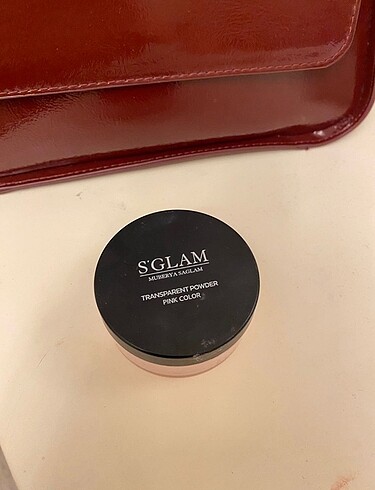 S'GLAM
MUBERYA SAGLAM
TRANSPARENT POWDER
PINK COLOR